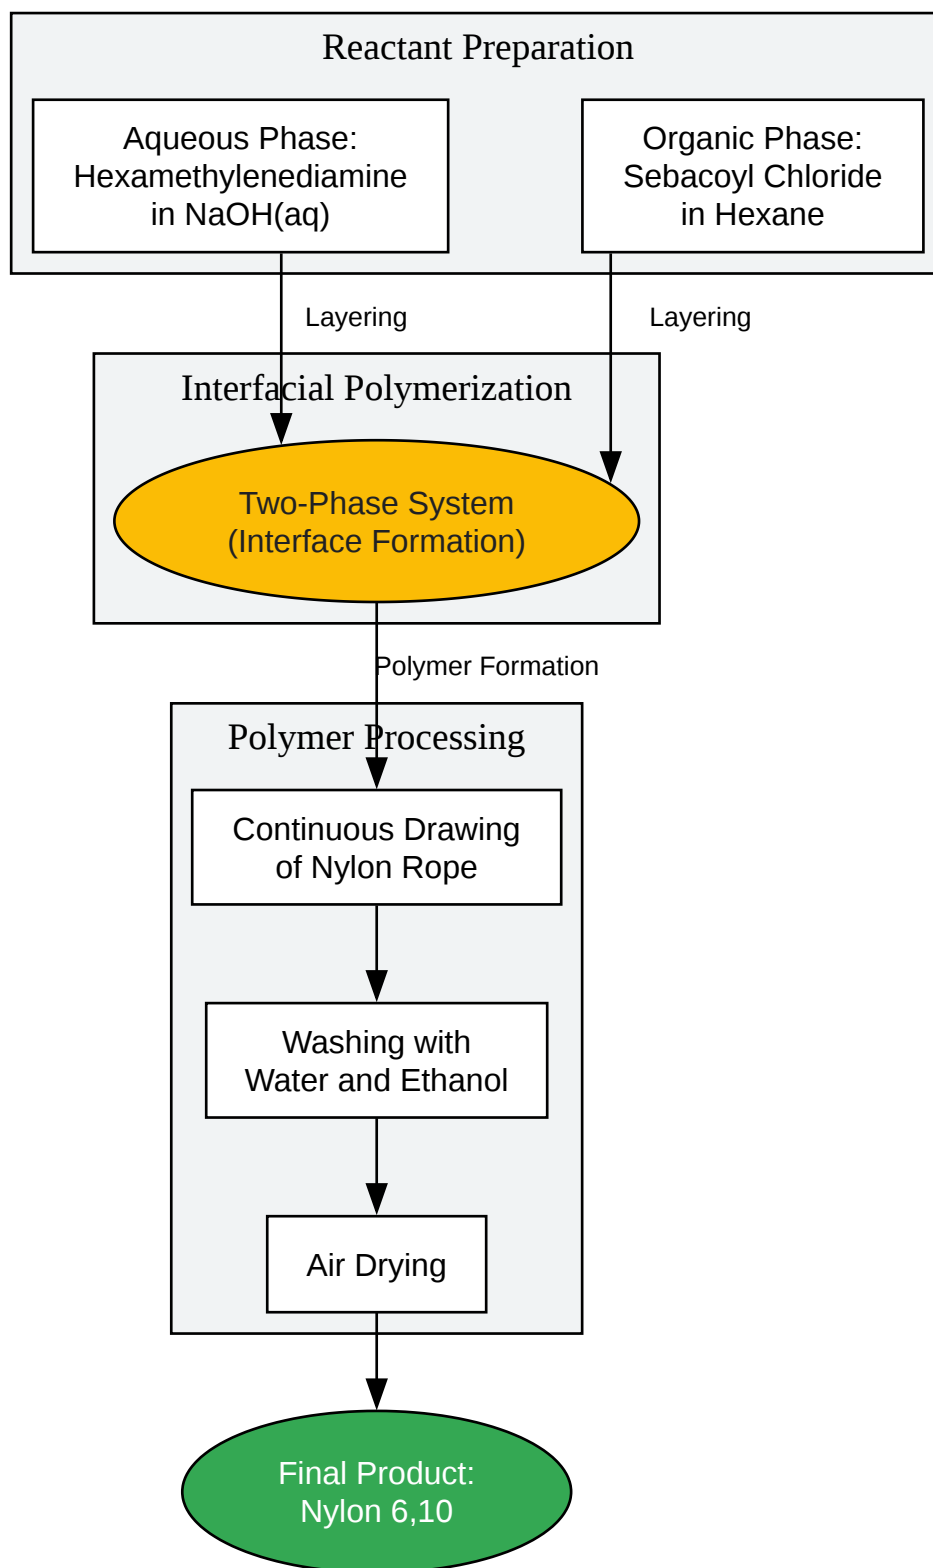 Reactant Preparation
Aqueous Phase:
Hexamethylenediamine
in NaOH(aq)
Organic Phase:
Sebacoyl Chloride
in Hexane
Layering
Layering
Interfacial Polymerization
Two-Phase System
(Interface Formation)
Polymer Formation
Polymer Processing
Continuous Drawing
of Nylon Rope
Washing with
Water and Ethanol
Air Drying
Final Product:
Nylon 6,10